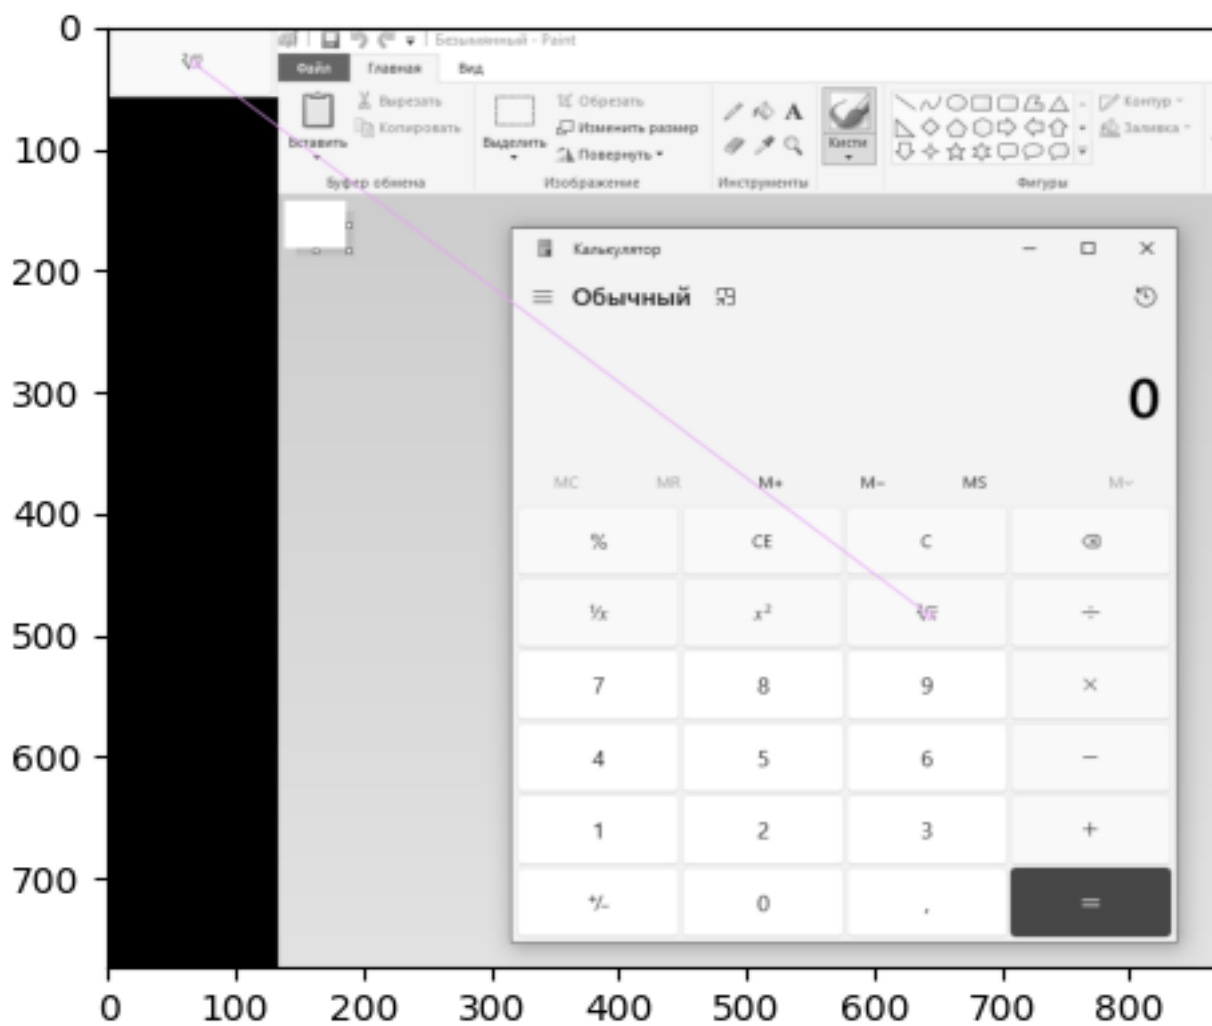 0
²√x
Безымянный - Paint
Файл Главная Вид
100
Вставить
Вырезать
Копировать
Буфер обмена
Выделить
Обрезать
Изменить размер
Повернуть
Изображение
A
Инструменты
Кисти
Фигуры
Контур
Заливка
200
Калькулятор
Обычный
300
0
MC MR M+ M− MS M˅
400
% CE C
500
¹/x x² ²√x ÷
7 8 9 ×
600
4 5 6 −
1 2 3 +
700
+/− 0 , =
0 100 200 300 400 500 600 700 800